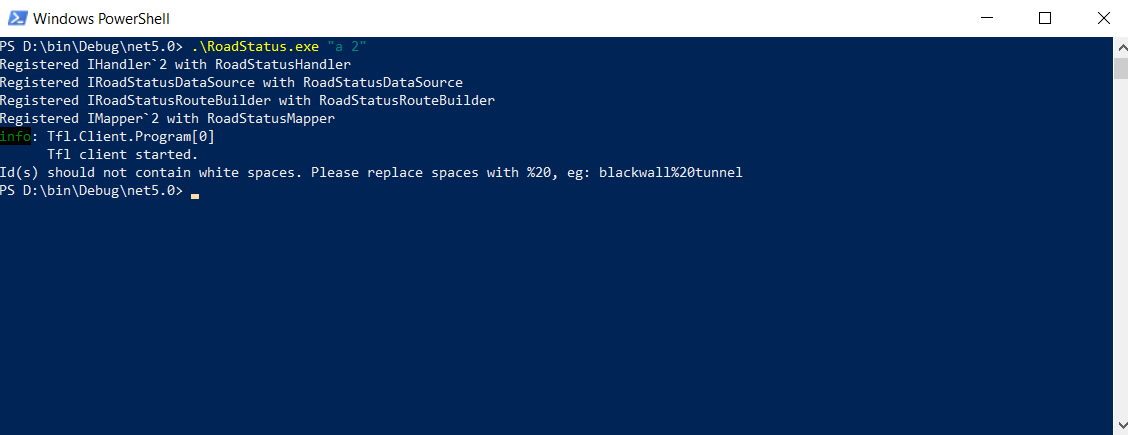 Windows PowerShell
PS D:\bin\Debug\net5.0> .\RoadStatus.exe "a 2"
Registered IHandler`2 with RoadStatusHandler
Registered IRoadStatusDataSource with RoadStatusDataSource
Registered IRoadStatusRouteBuilder with RoadStatusRouteBuilder
Registered IMapper`2 with RoadStatusMapper
info: Tfl.Client.Program[0]
      Tfl client started.
Id(s) should not contain white spaces. Please replace spaces with %20, eg: blackwall%20tunnel
PS D:\bin\Debug\net5.0>